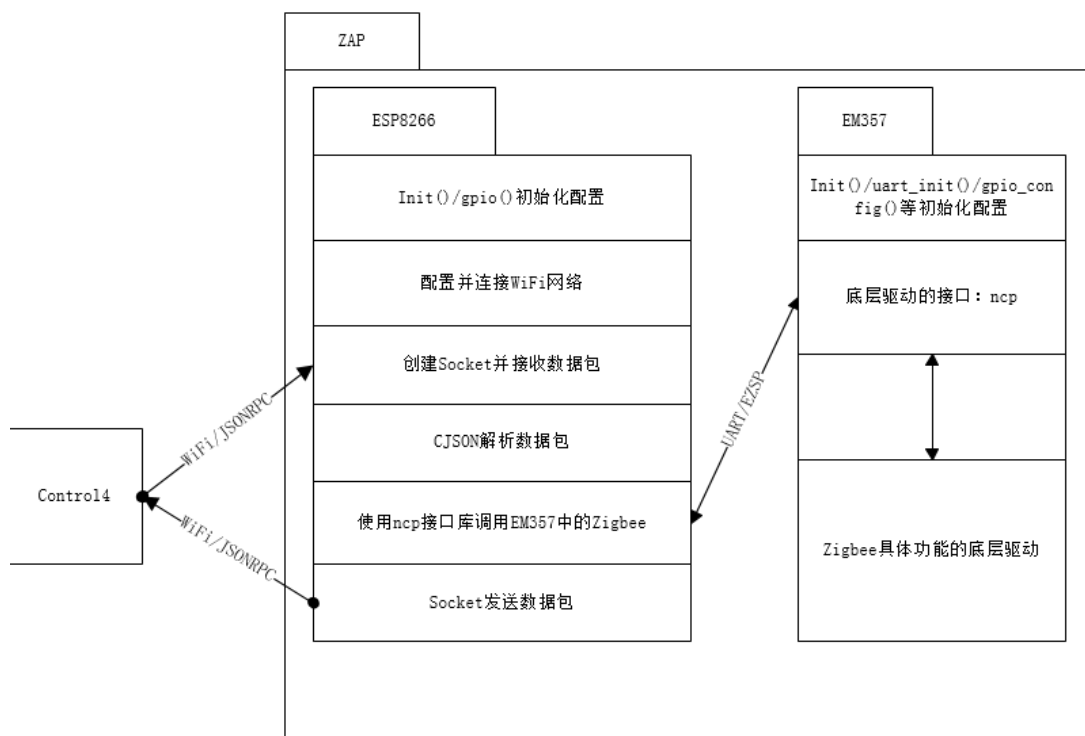 ZAP
ESP8266
Init()/gpio()初始化配置
配置并连接WiFi网络
创建Socket并接收数据包
CJSON解析数据包
使用ncp接口库调用EM357中的Zigbee
Socket发送数据包
EM357
Init()/uart_init()/gpio_con
fig()等初始化配置
底层驱动的接口：ncp
Zigbee具体功能的底层驱动
UART/EZSP
WiFi/JSONRPC
Control4
WiFi/JSONRPC